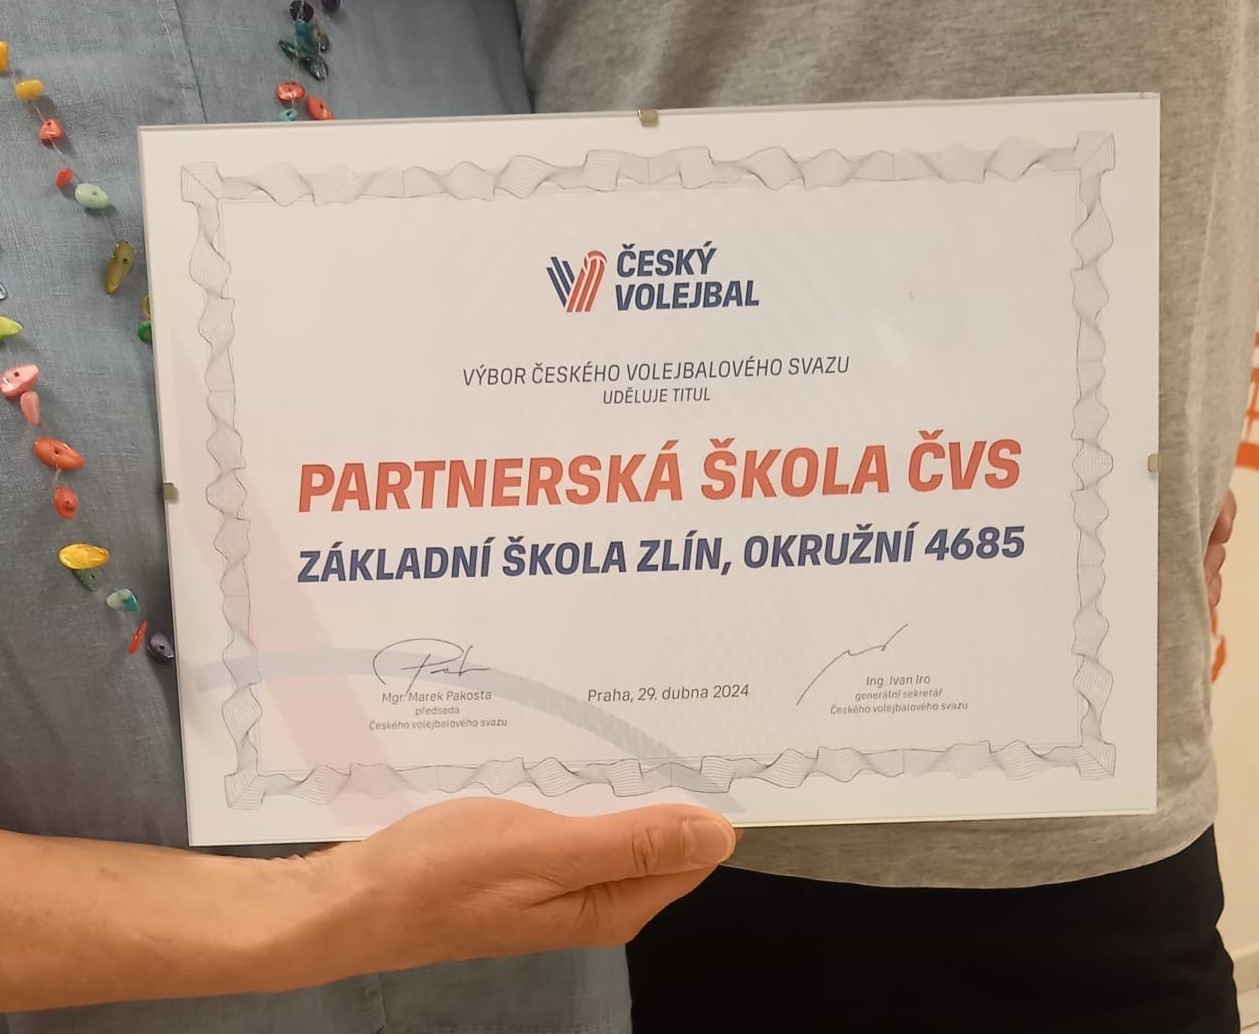 ČESKÝ
VOLEJBAL
VÝBOR ČESKÉHO VOLEJBALOVÉHO SVAZU
UDĚLUJE TITUL
PARTNERSKÁ ŠKOLA ČVS
ZÁKLADNÍ ŠKOLA ZLÍN, OKRUŽNÍ 4685
Mgr. Marek Pakosta
předseda
Českého volejbalového svazu
Praha, 29. dubna 2024
Ing. Ivan Iro
generální sekretář
Českého volejbalového svazu